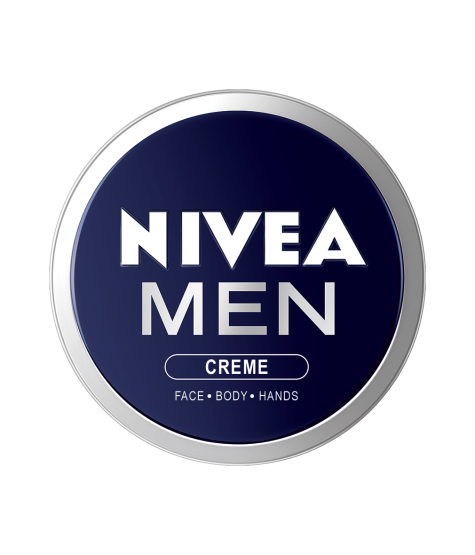 NIVEA
MEN
CREME
FACE • BODY • HANDS